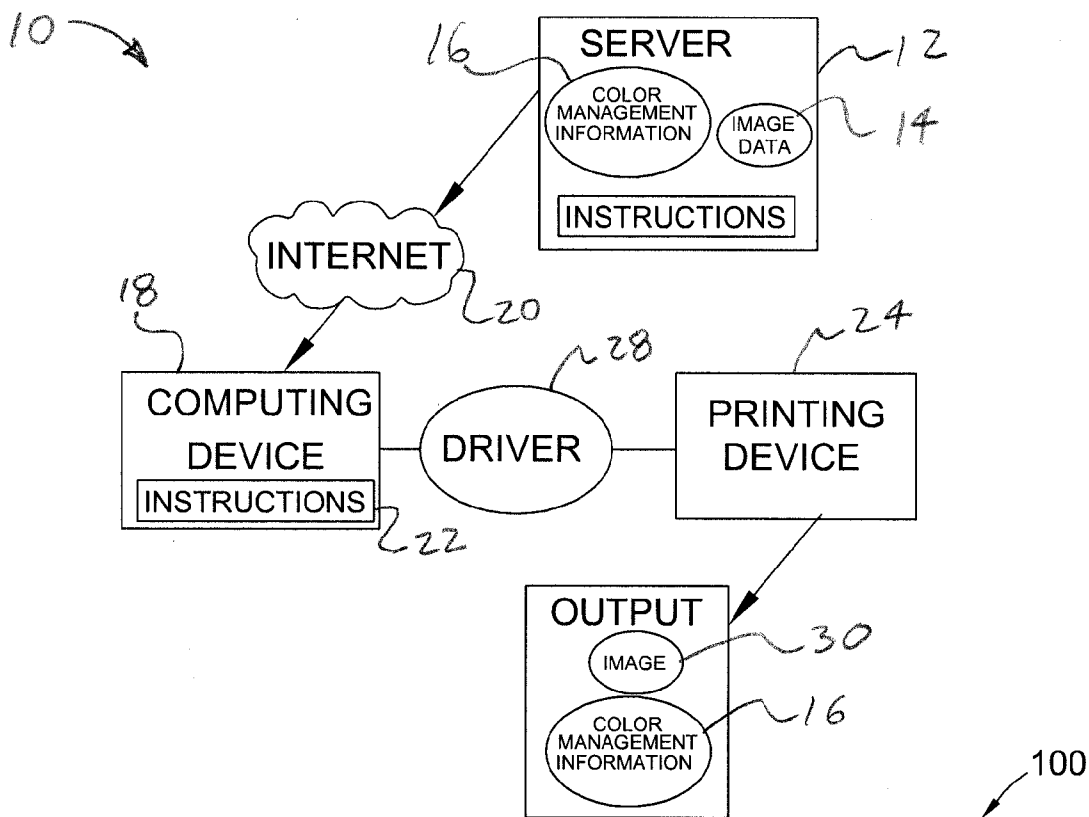 10
SERVER
12
16
COLOR
MANAGEMENT
INFORMATION
IMAGE
DATA
14
INSTRUCTIONS
INTERNET
20
18
COMPUTING
DEVICE
INSTRUCTIONS
22
28
DRIVER
24
PRINTING
DEVICE
OUTPUT
IMAGE
30
COLOR
MANAGEMENT
INFORMATION
16
100